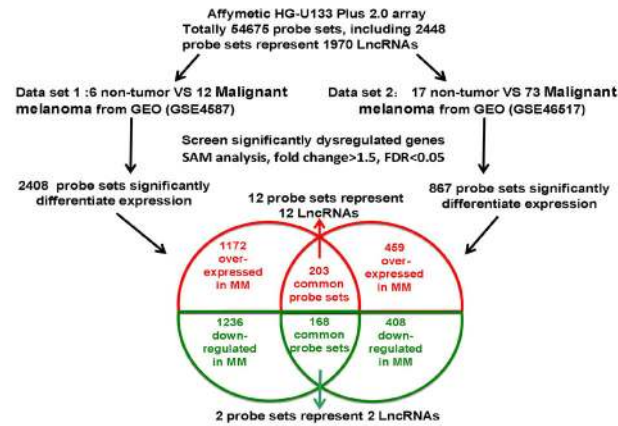 Affymetic HG-U133 Plus 2.0 array
Totally 54675 probe sets, including 2448
probe sets represent 1970 LncRNAs
Data set 1 :6 non-tumor VS 12 Malignant
melanoma from GEO (GSE4587)
Data set 2： 17 non-tumor VS 73 Malignant
melanoma from GEO (GSE46517)
Screen significantly dysregulated genes
SAM analysis, fold change>1.5, FDR<0.05
2408 probe sets significantly
differentiate expression
867 probe sets significantly
differentiate expression
12 probe sets represent
12 LncRNAs
1172
over-
expressed
in MM
203
common
probe sets
459
over-
expressed
in MM
1236
down-
regulated
in MM
168
common
probe sets
408
down-
regulated
in MM
2 probe sets represent 2 LncRNAs